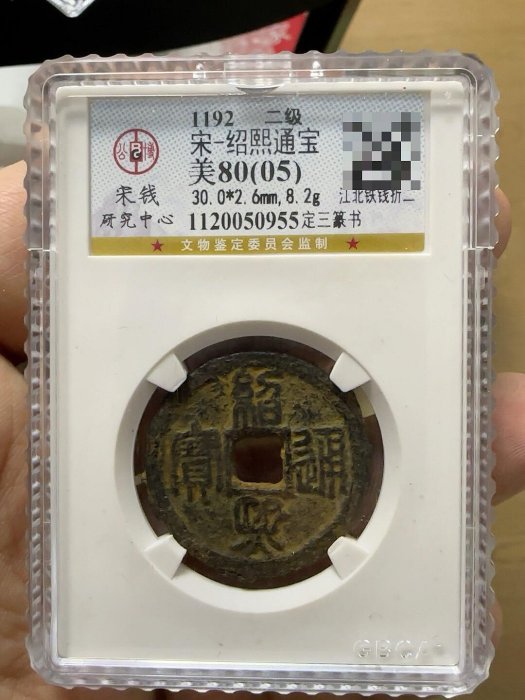 1192 二级
宋-绍熙通宝
美80(05)
公博
宋钱
研究中心
30.0*2.6mm,8.2g 江北铁钱折二
1120050955定三篆书
★ 文物鉴定委员会监制 ★
紹熙通寳
GBCA